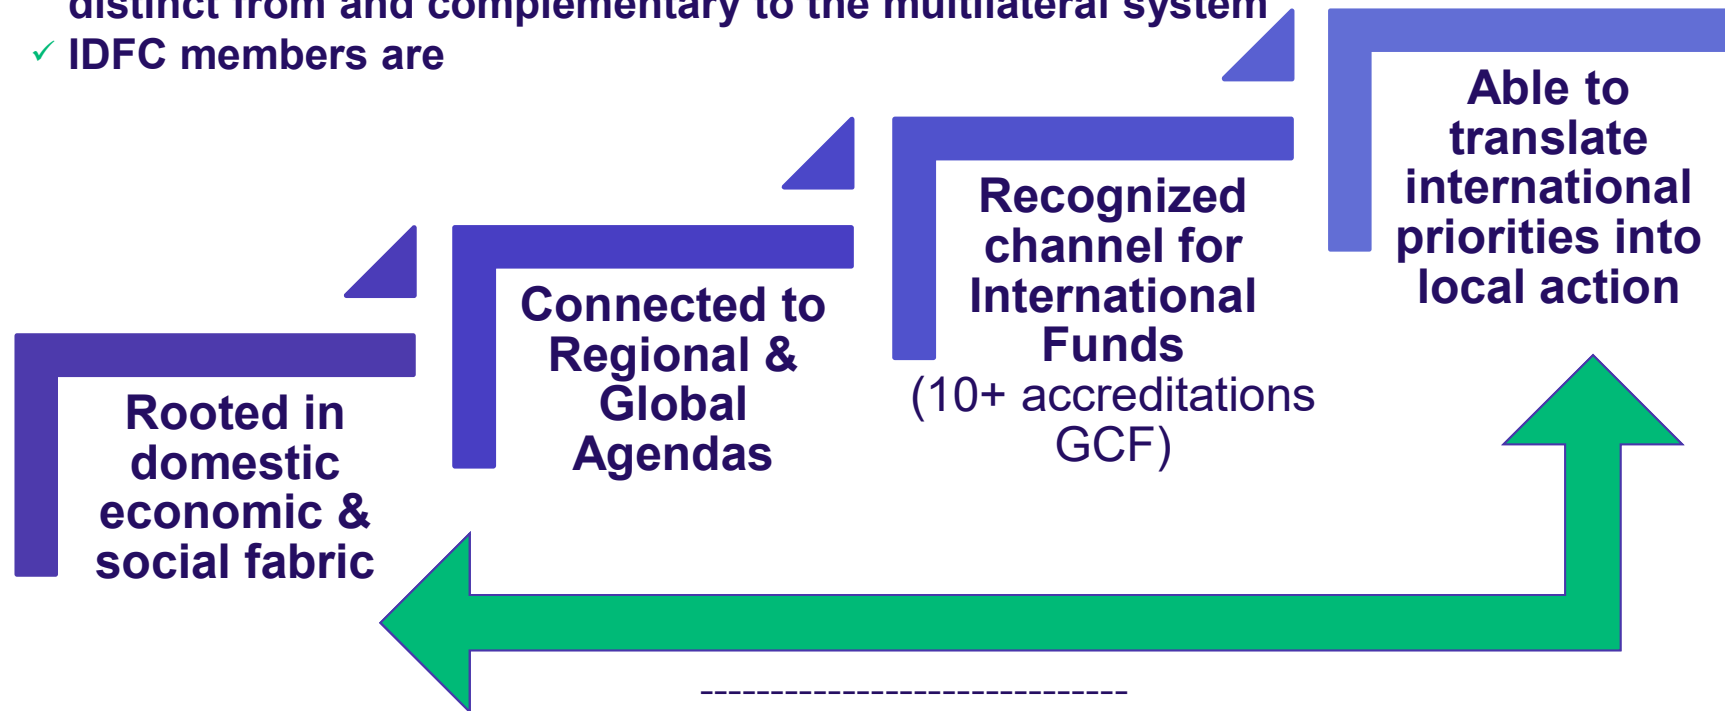 distinct from and complementary to the multilateral system
✓ IDFC members are
Rooted in
domestic
economic &
social fabric
Connected to
Regional &
Global
Agendas
Recognized
channel for
International
Funds
(10+ accreditations
GCF)
Able to
translate
international
priorities into
local action
------------------------------